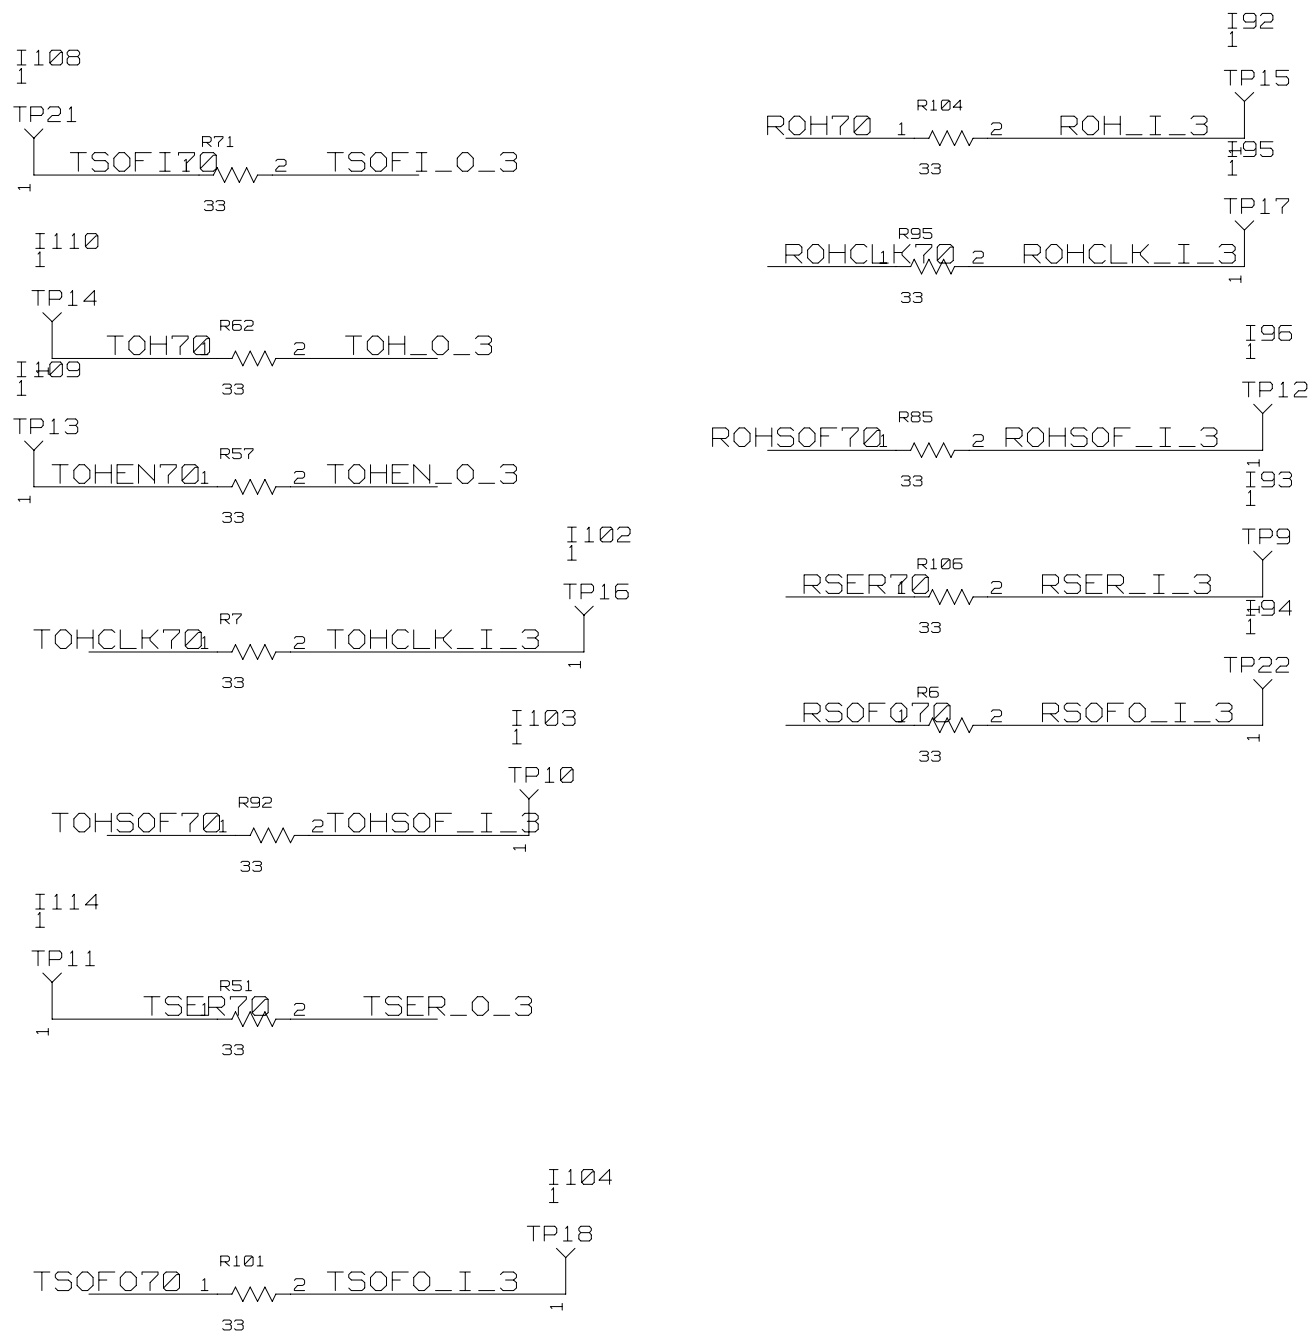 I108
1
TP21
R71
TSOFI70 1 2 TSOFI_O_3
1
33
I110
1
TP14
R62
TOH70 1 2 TOH_O_3
1
33
I109
1
TP13
R57
TOHEN70 1 2 TOHEN_O_3
1
33
I102
1
TP16
R7
TOHCLK70 1 2 TOHCLK_I_3
1
33
I103
1
TP10
R92
TOHSOF70 1 2 TOHSOF_I_3
1
33
I114
1
TP11
R51
TSER70 1 2 TSER_O_3
1
33
I104
1
TP18
R101
TSOFO70 1 2 TSOFO_I_3
1
33
I92
1
TP15
R104
ROH70 1 2 ROH_I_3
1
33
I95
1
TP17
R95
ROHCLK70 1 2 ROHCLK_I_3
1
33
I96
1
TP12
R85
ROHSOF70 1 2 ROHSOF_I_3
1
33
I93
1
TP9
R106
RSER70 1 2 RSER_I_3
1
33
I94
1
TP22
R6
RSOFO70 1 2 RSOFO_I_3
1
33